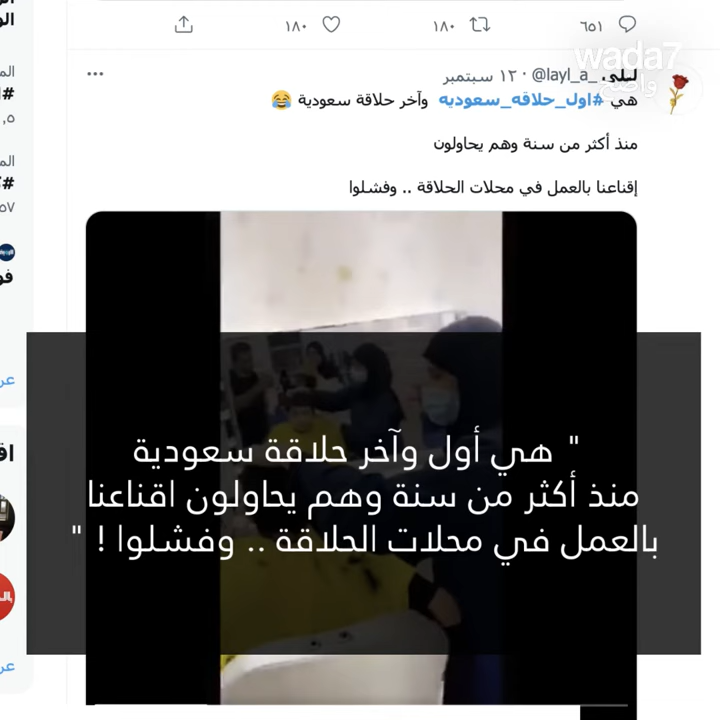 ٦٥١ ١٨٠ ١٨٠
wada7
واضح
ليلى @layl_a_ · ١٢ سبتمبر
هي #اول_حلاقه_سعوديه وآخر حلاقة سعودية 😂
منذ أكثر من سنة وهم يحاولون
إقناعنا بالعمل في محلات الحلاقة .. وفشلوا
" هي أول وآخر حلاقة سعودية
منذ أكثر من سنة وهم يحاولون اقناعنا
بالعمل في محلات الحلاقة .. وفشلوا ! "